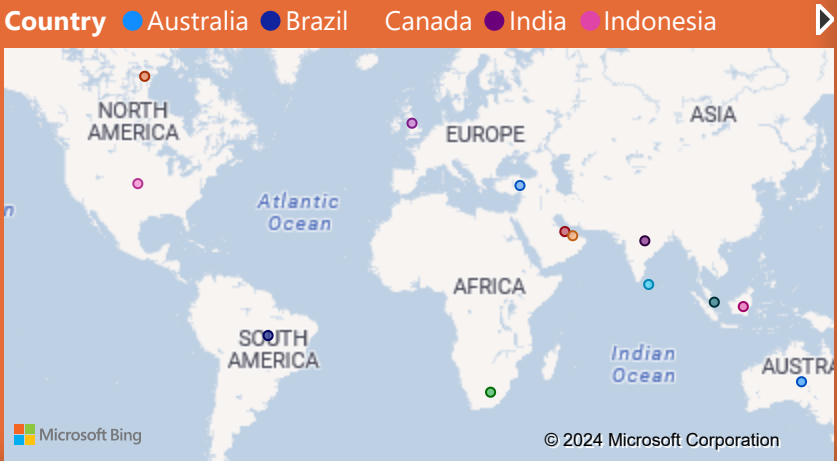 Country Australia Brazil Canada India Indonesia
NORTH
AMERICA
ASIA
EUROPE
Atlantic
Ocean
n
AFRICA
SOUTH
AMERICA
Indian
Ocean
AUSTRA
Microsoft Bing
© 2024 Microsoft Corporation